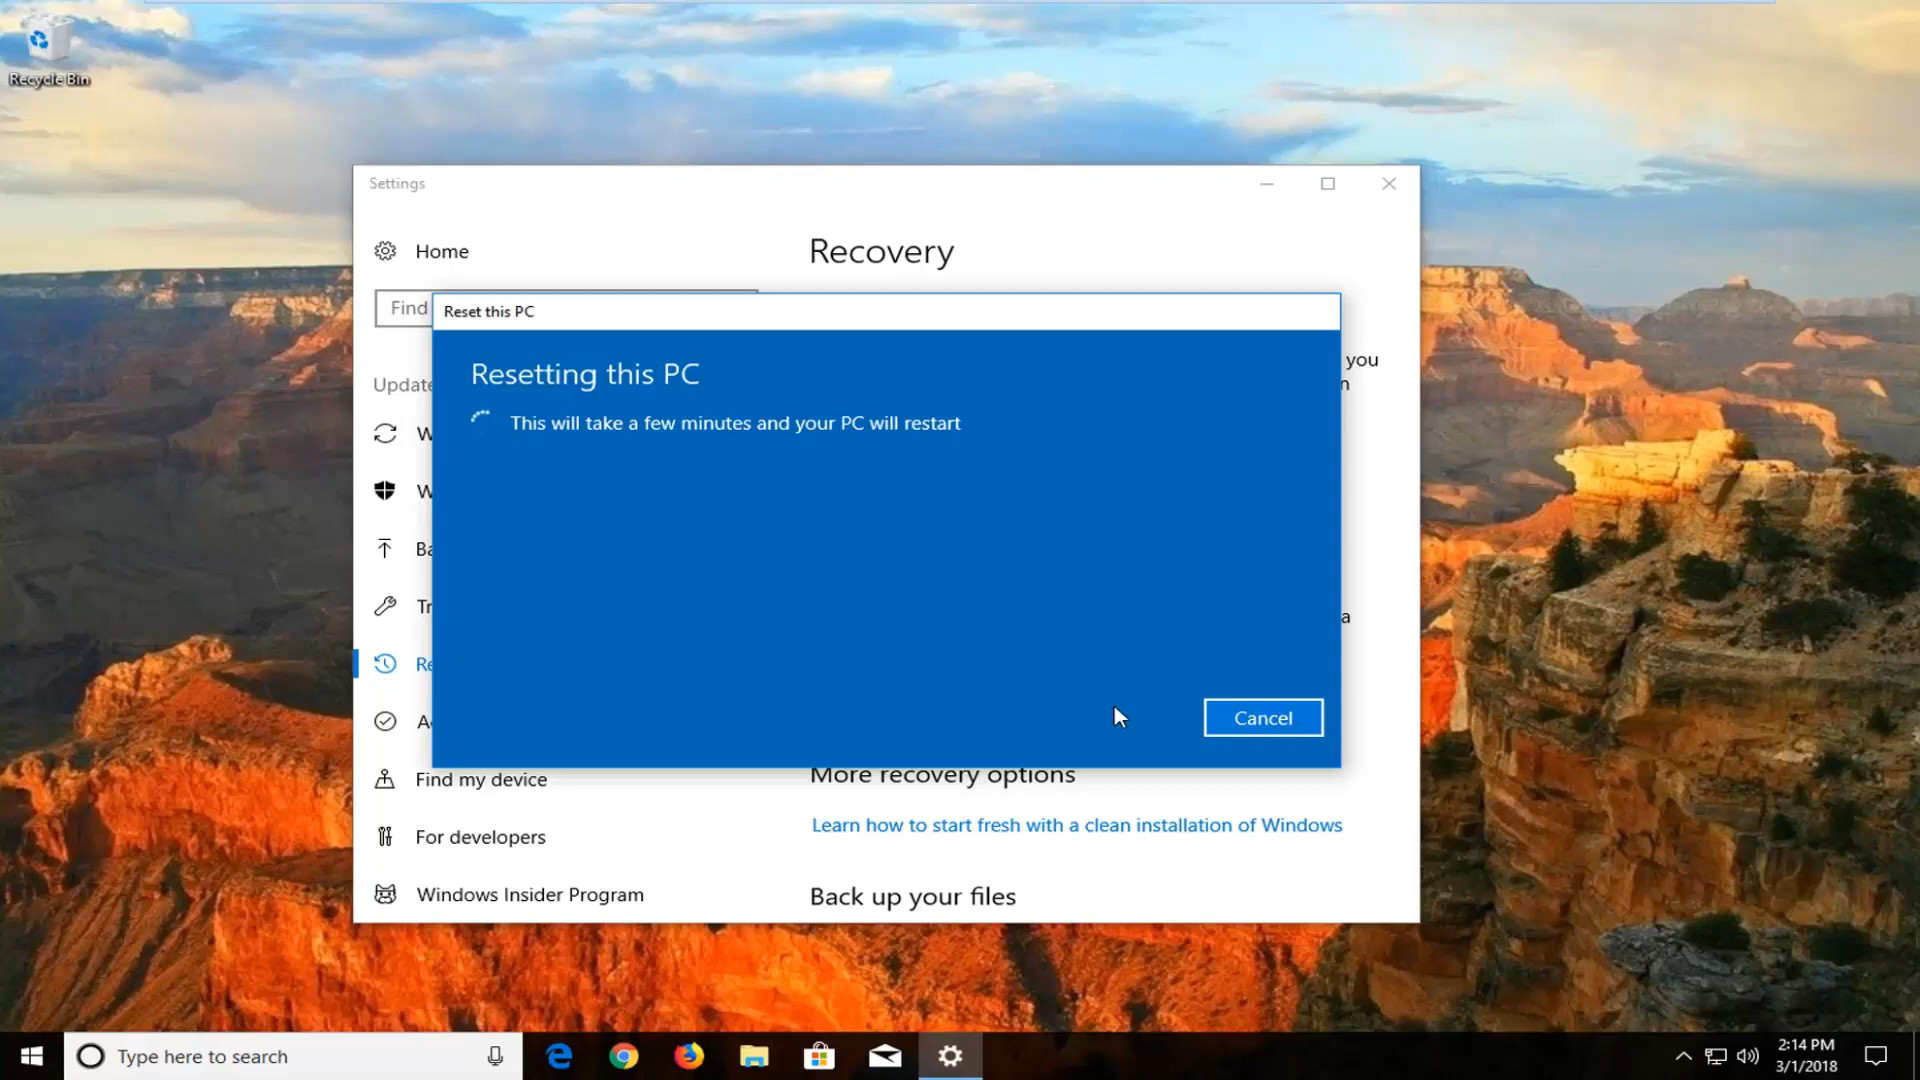 Recycle Bin
Settings
Home
Recovery
Find
Reset this PC
Resetting this PC
This will take a few minutes and your PC will restart
you
Update
W
W
Ba
Tr
Re
a
A
Cancel
Find my device
More recovery options
Learn how to start fresh with a clean installation of Windows
For developers
Windows Insider Program
Back up your files
Type here to search
2:14 PM
3/1/2018